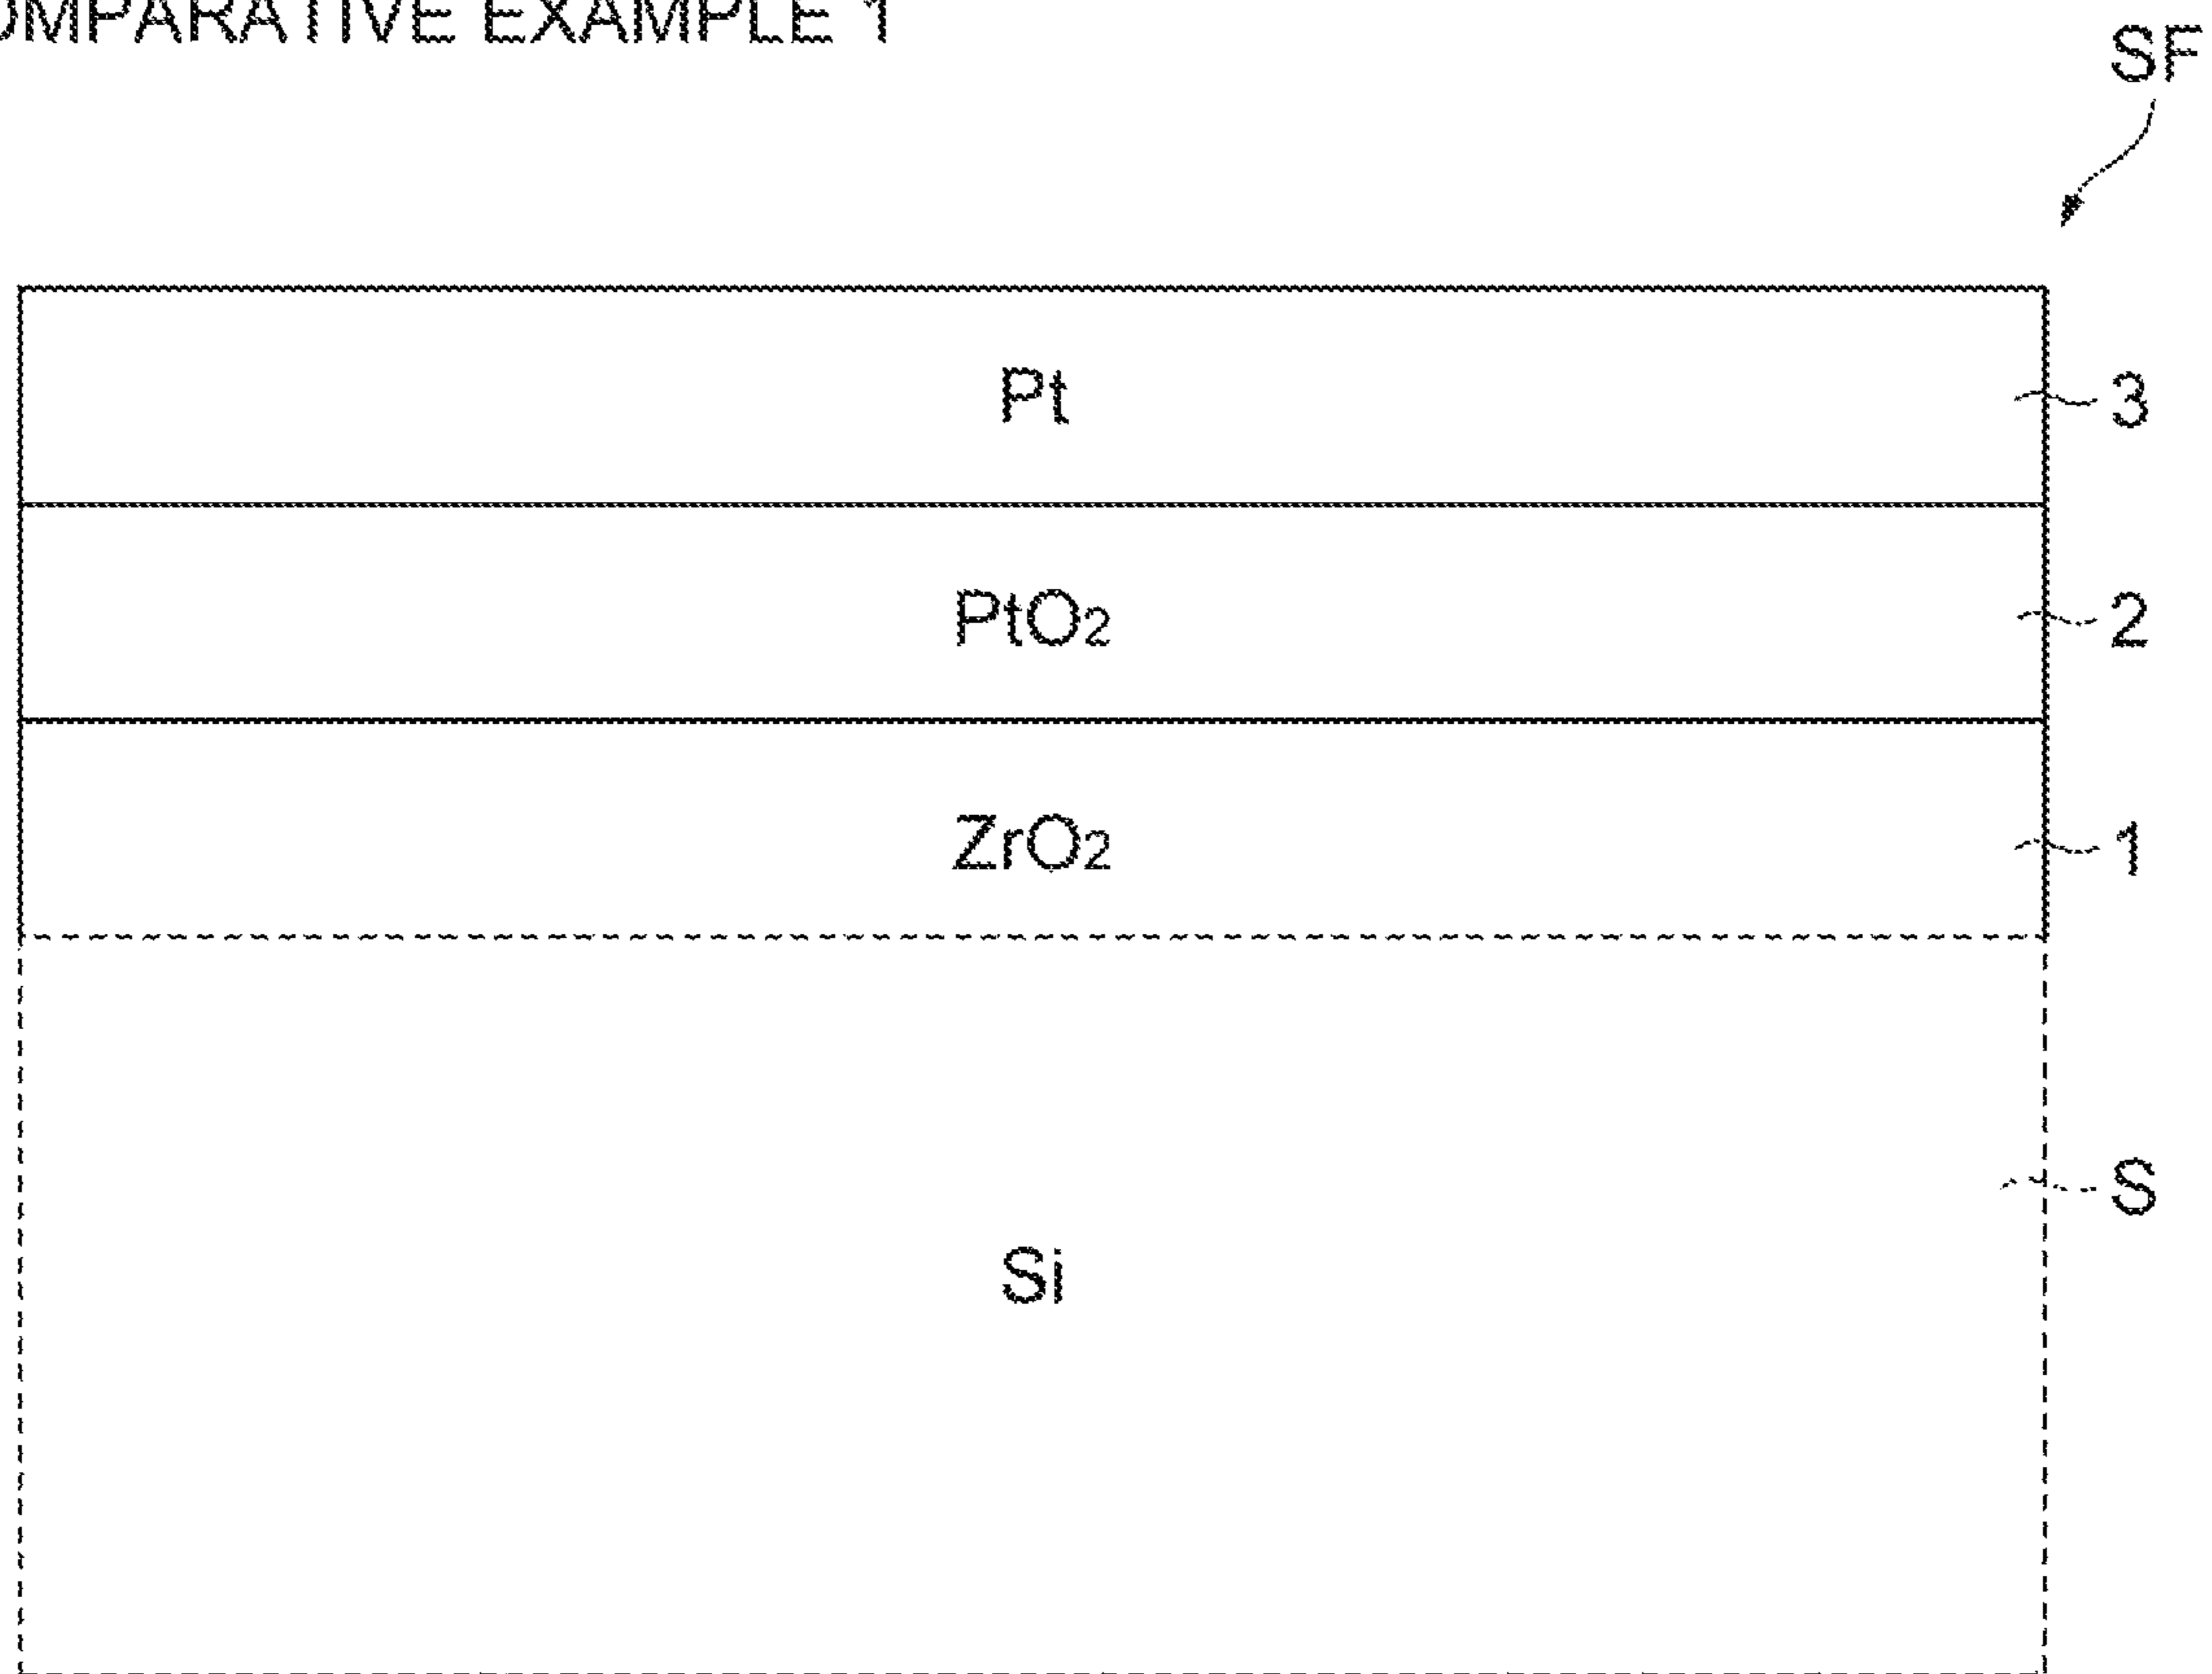 OMPARATIVE EXAMPLE 1
SF
Pt
3
PtO₂
2
ZrO₂
1
S
Si